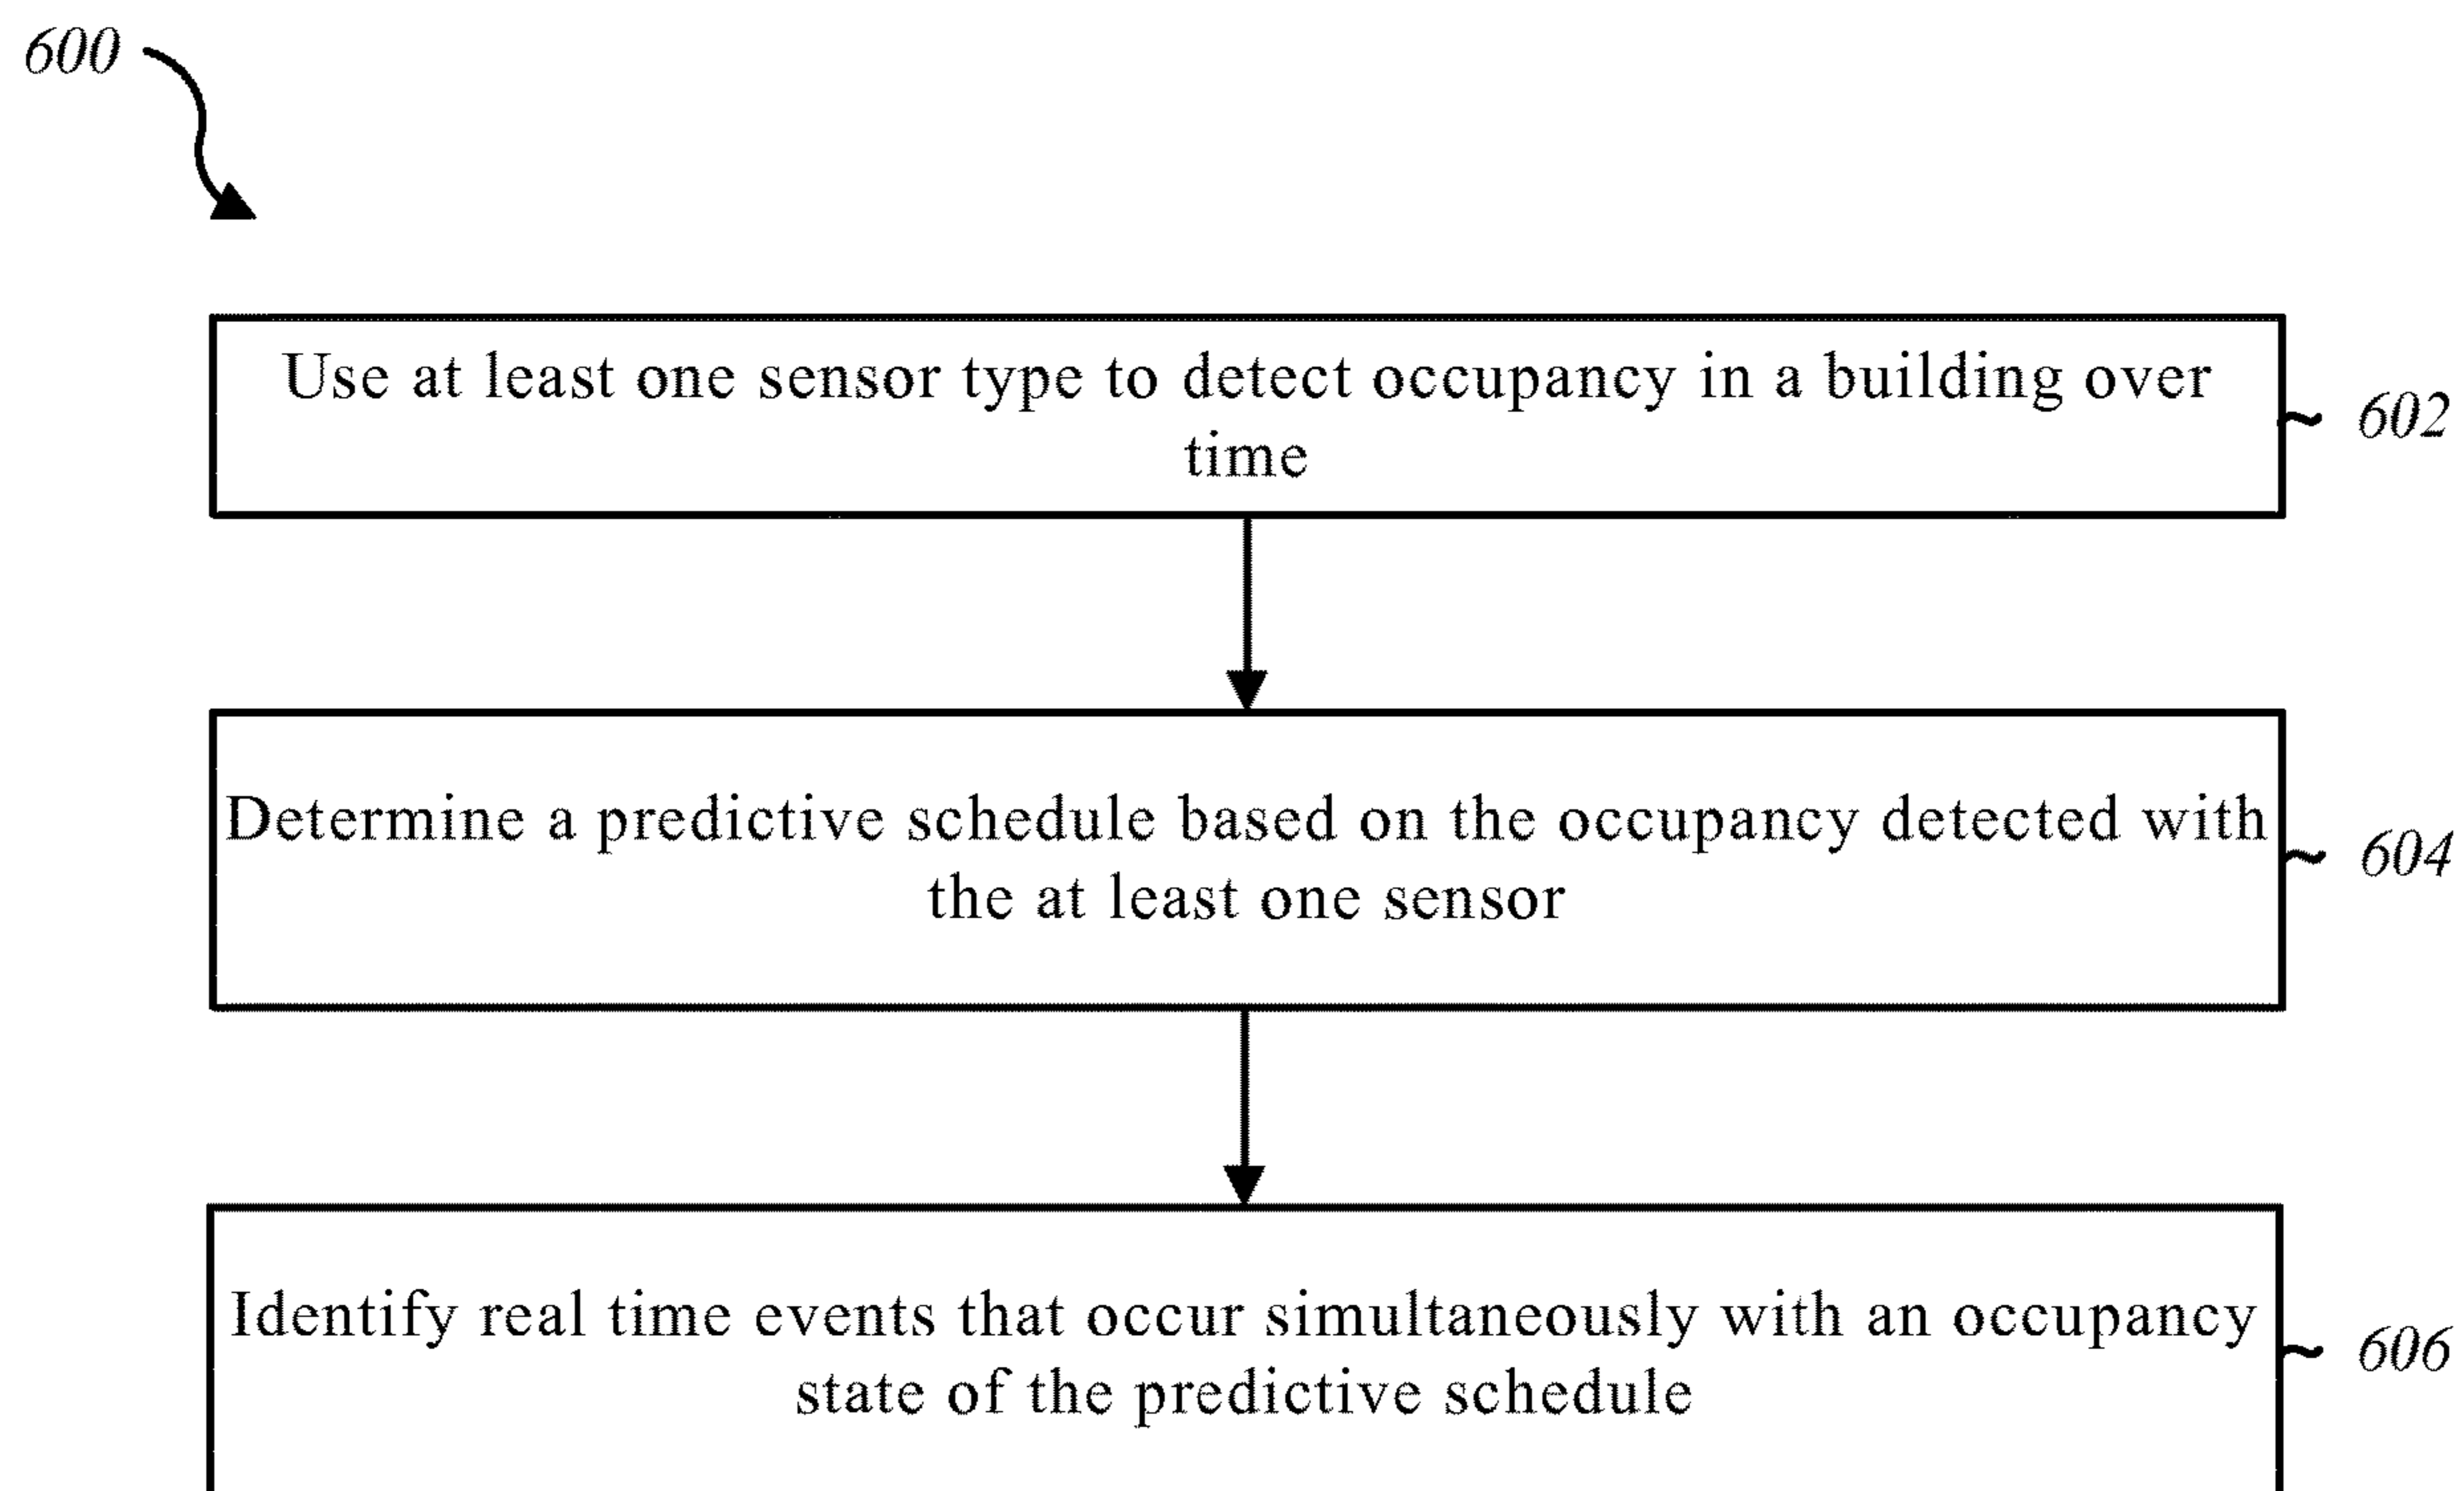 600
Use at least one sensor type to detect occupancy in a building over
time
602
Determine a predictive schedule based on the occupancy detected with
the at least one sensor
604
Identify real time events that occur simultaneously with an occupancy
state of the predictive schedule
606